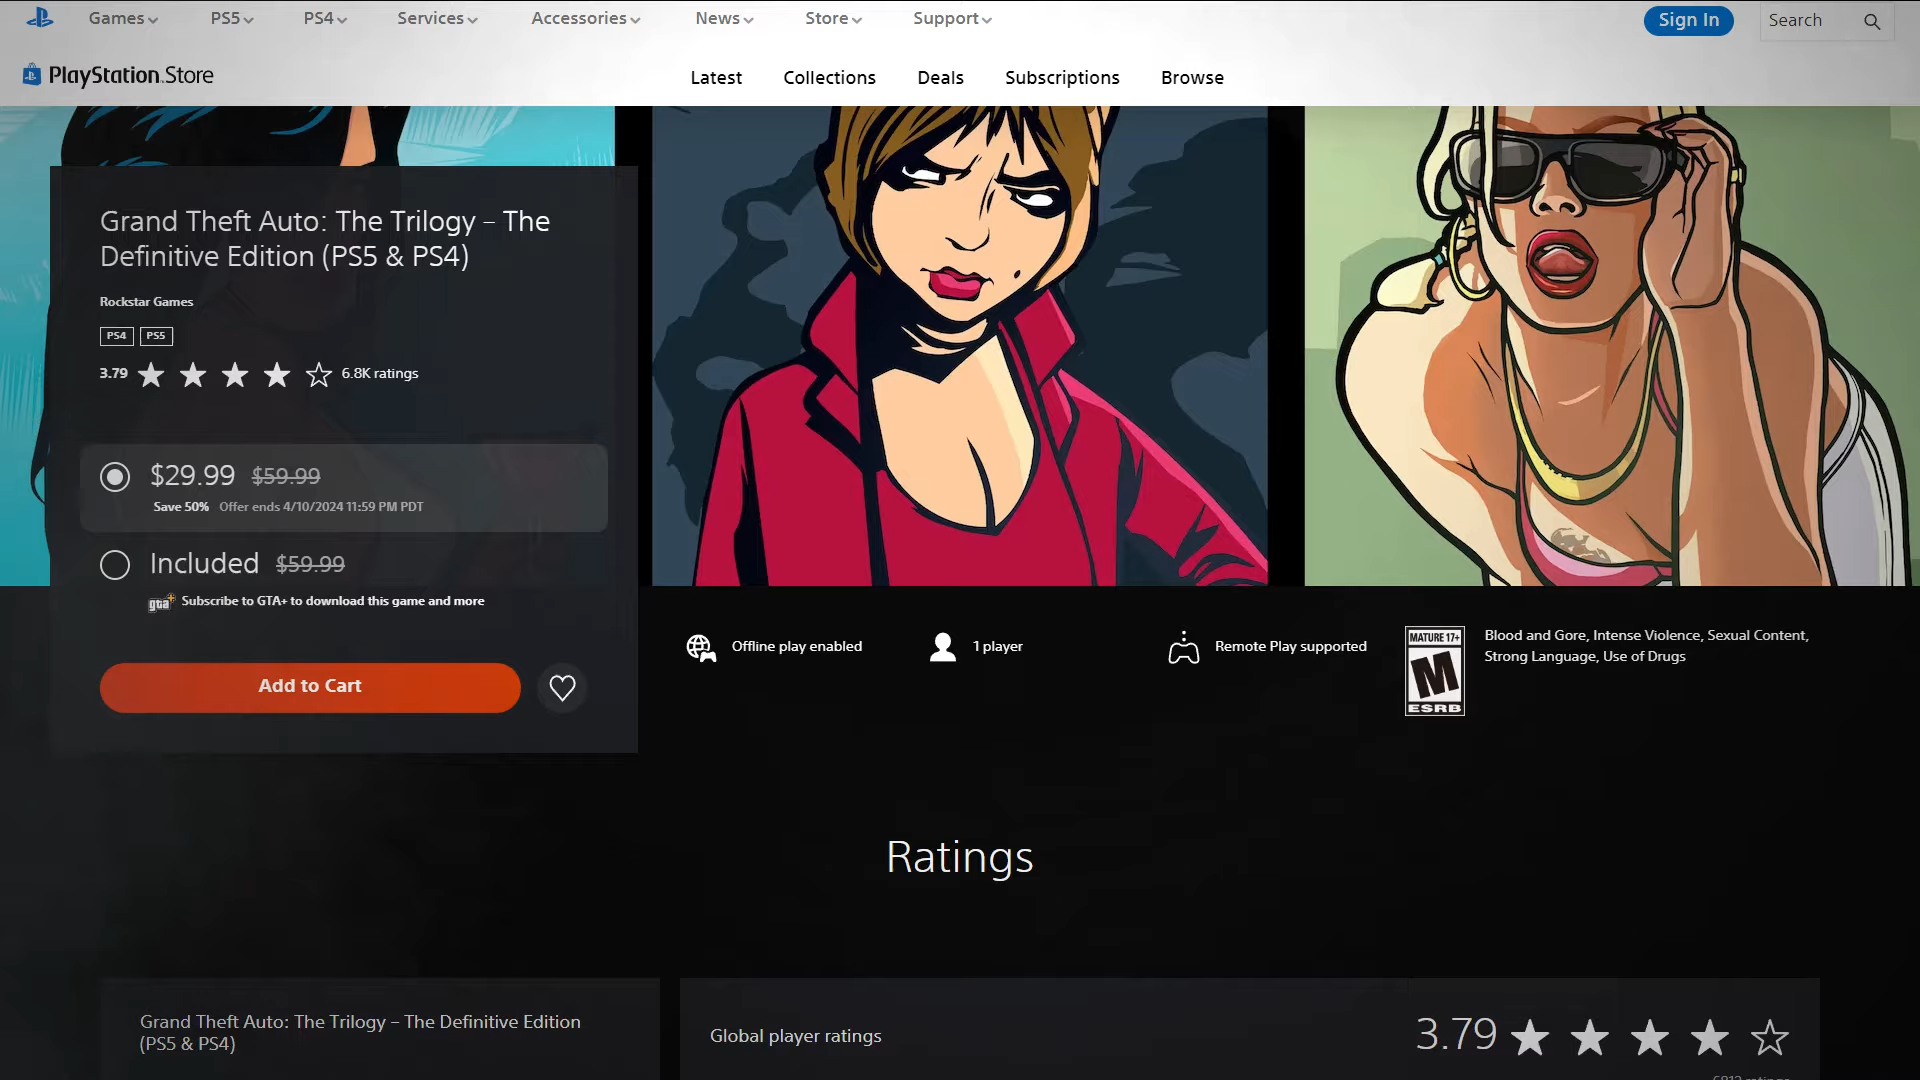 Games
PS5
PS4
Services
Accessories
News
Store
Support
Sign In
Search
PlayStation Store
Latest
Collections
Deals
Subscriptions
Browse
Grand Theft Auto: The Trilogy – The
Definitive Edition (PS5 & PS4)
Rockstar Games
PS4 PS5
3.79 6.8K ratings
$29.99 $59.99
Save 50% Offer ends 4/10/2024 11:59 PM PDT
Included $59.99
gta+ Subscribe to GTA+ to download this game and more
Add to Cart
Offline play enabled
1 player
Remote Play supported
MATURE 17+
M
ESRB
Blood and Gore, Intense Violence, Sexual Content,
Strong Language, Use of Drugs
Ratings
Grand Theft Auto: The Trilogy – The Definitive Edition
(PS5 & PS4)
Global player ratings
3.79